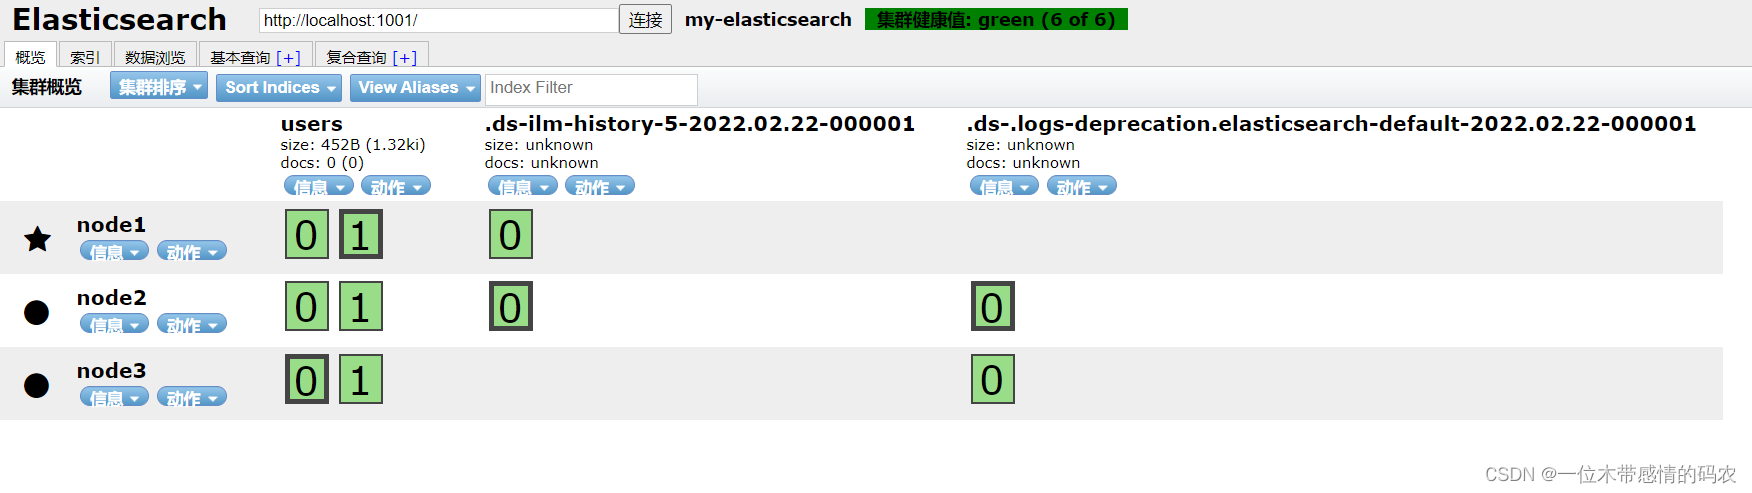 Elasticsearch http://localhost:1001/ 连接 my-elasticsearch 集群健康值: green (6 of 6)
概览 索引 数据浏览 基本查询 [+] 复合查询 [+]
集群概览 集群排序 Sort Indices View Aliases Index Filter
users .ds-ilm-history-5-2022.02.22-000001 .ds-.logs-deprecation.elasticsearch-default-2022.02.22-000001
size: 452B (1.32ki) size: unknown size: unknown
docs: 0 (0) docs: unknown docs: unknown
信息 动作 信息 动作 信息 动作
node1 0 1 0
信息 动作
node2 0 1 0 0
信息 动作
node3 0 1 0
信息 动作
CSDN @一位木带感情的码农